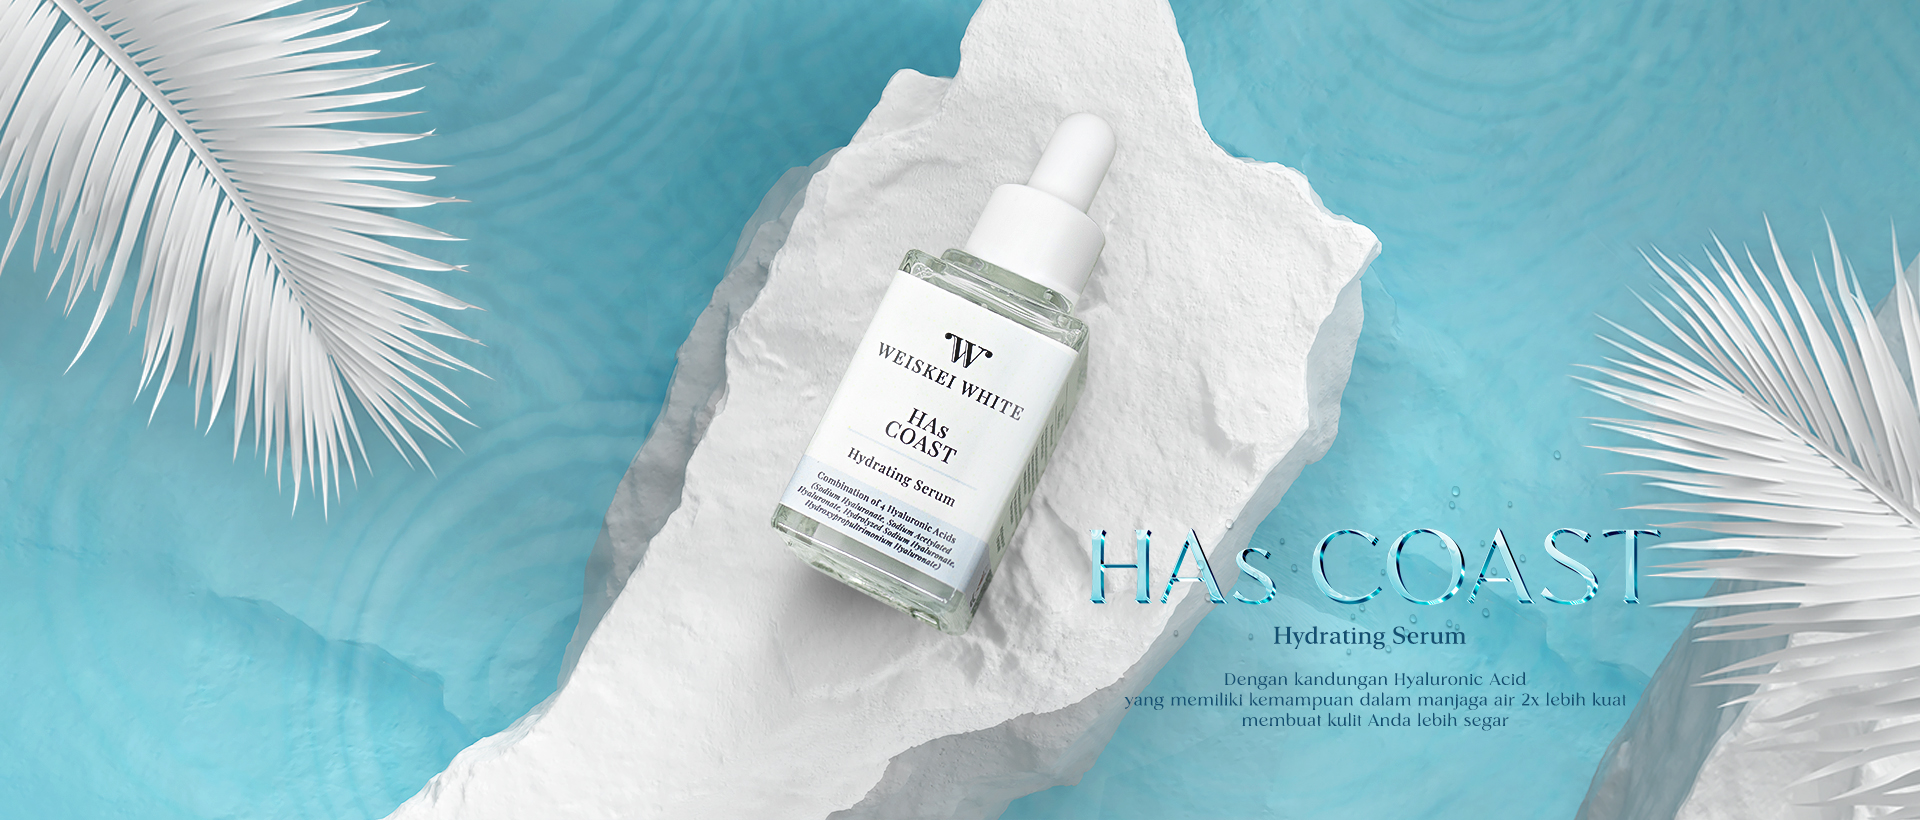 W
WEISKEI WHITE
HAs
COAST
Hydrating Serum
Combination of 4 Hyaluronic Acids
(Sodium Hyaluronate, Sodium Acetylated
Hyaluronate, Hydrolyzed Sodium Hyaluronate,
Hydroxypropultrimonium Hyaluronate)
HAs COAST
Hydrating Serum
Dengan kandungan Hyaluronic Acid
yang memiliki kemampuan dalam manjaga air 2x lebih kuat
membuat kulit Anda lebih segar